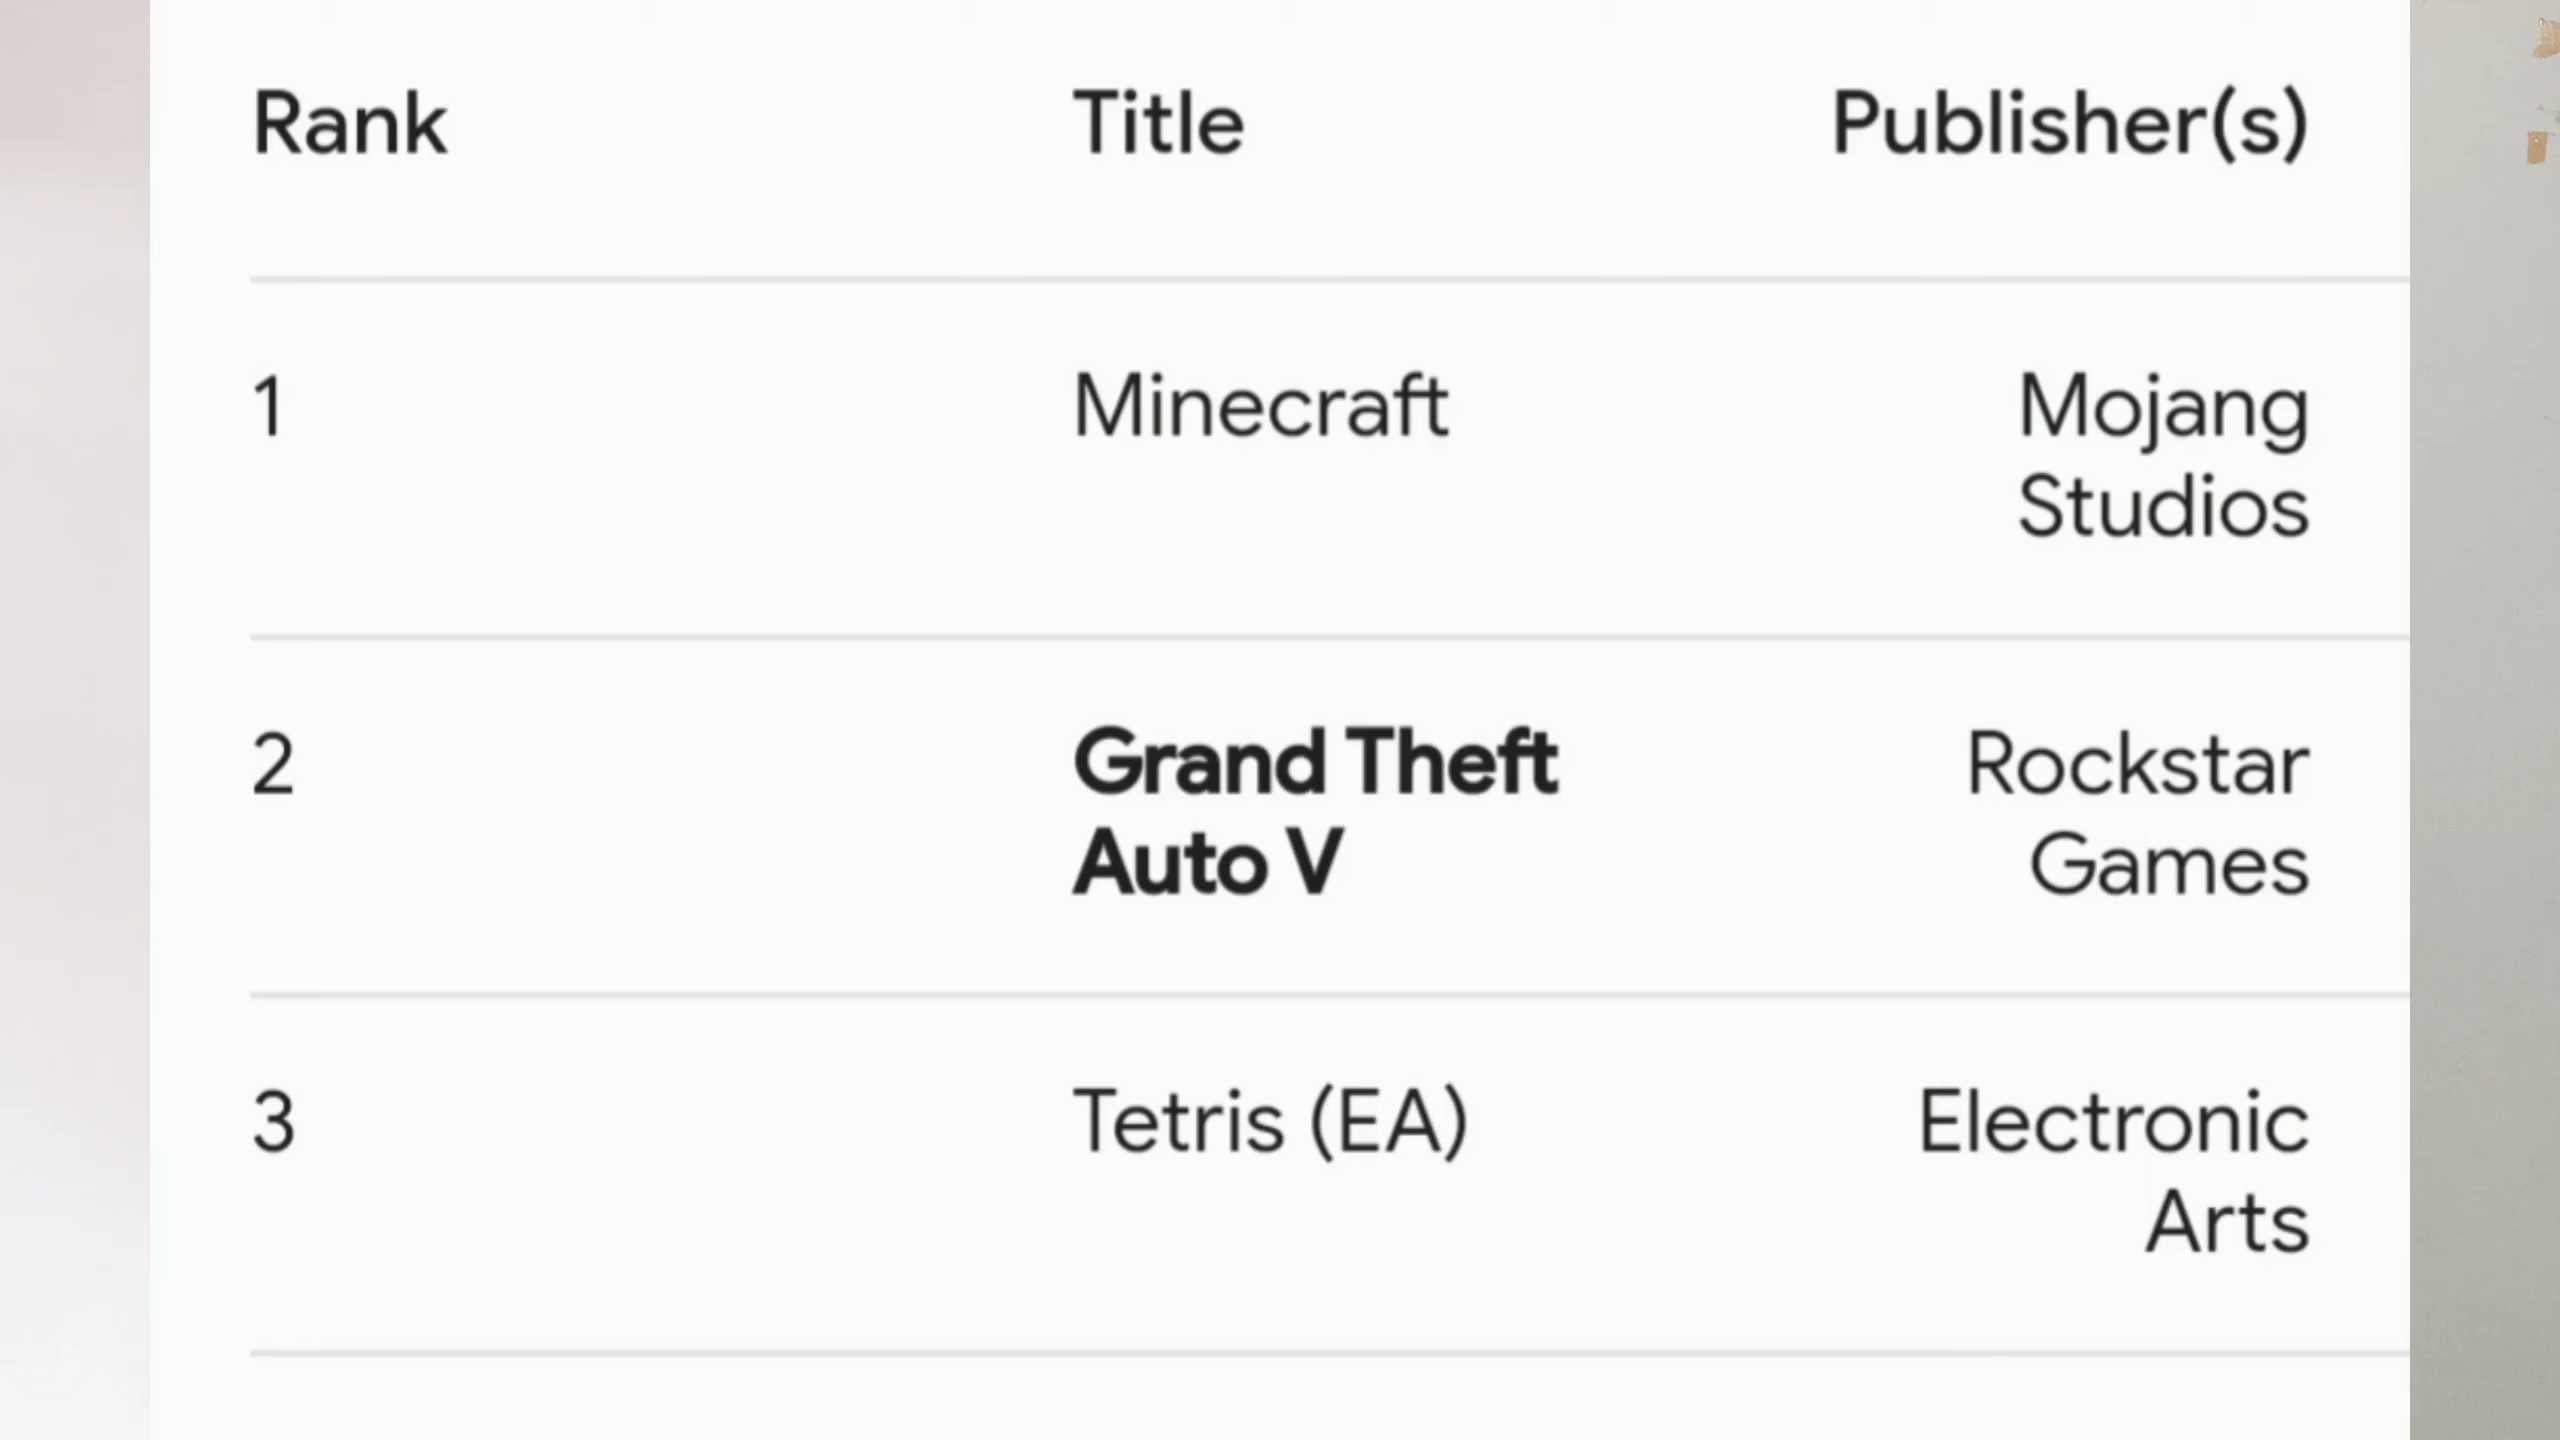 Rank Title Publisher(s)
1 Minecraft Mojang
Studios
2 Grand Theft Rockstar
Auto V Games
3 Tetris (EA) Electronic
Arts